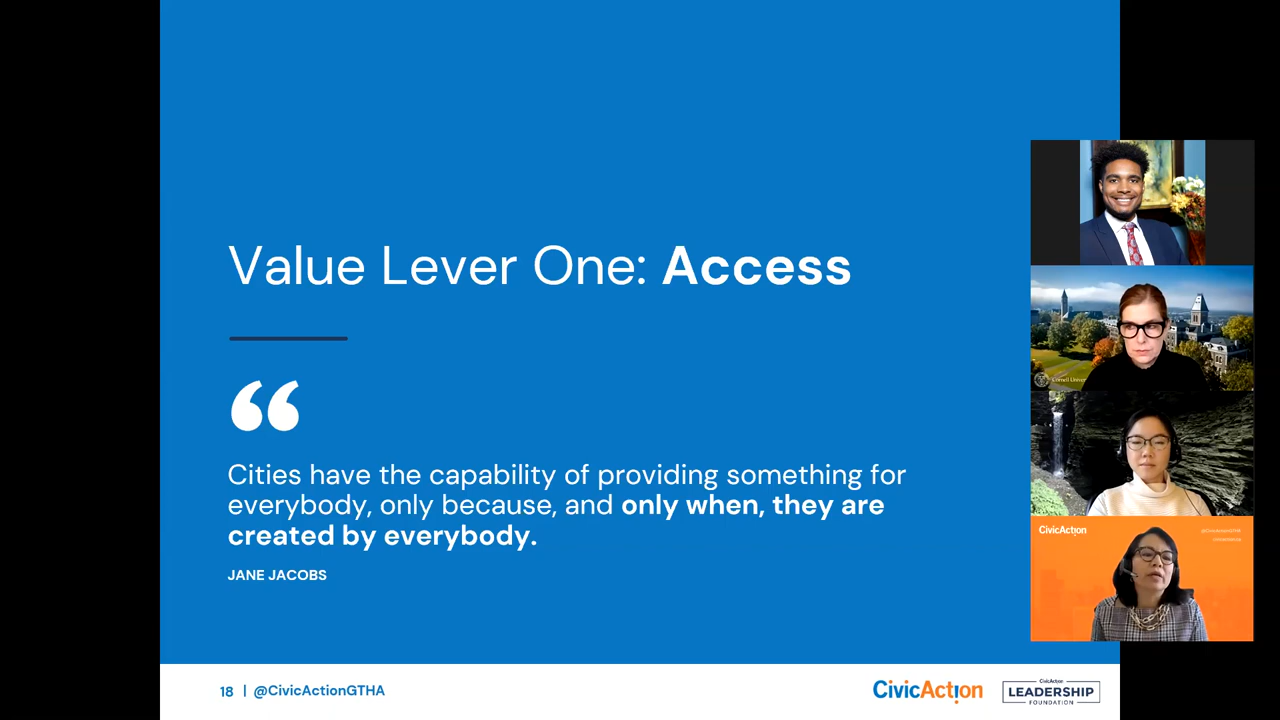 Value Lever One: Access
“
Cities have the capability of providing something for
everybody, only because, and only when, they are
created by everybody.
JANE JACOBS
18 | @CivicActionGTHA
CivicAction
CivicAction
LEADERSHIP
FOUNDATION
CivicAction